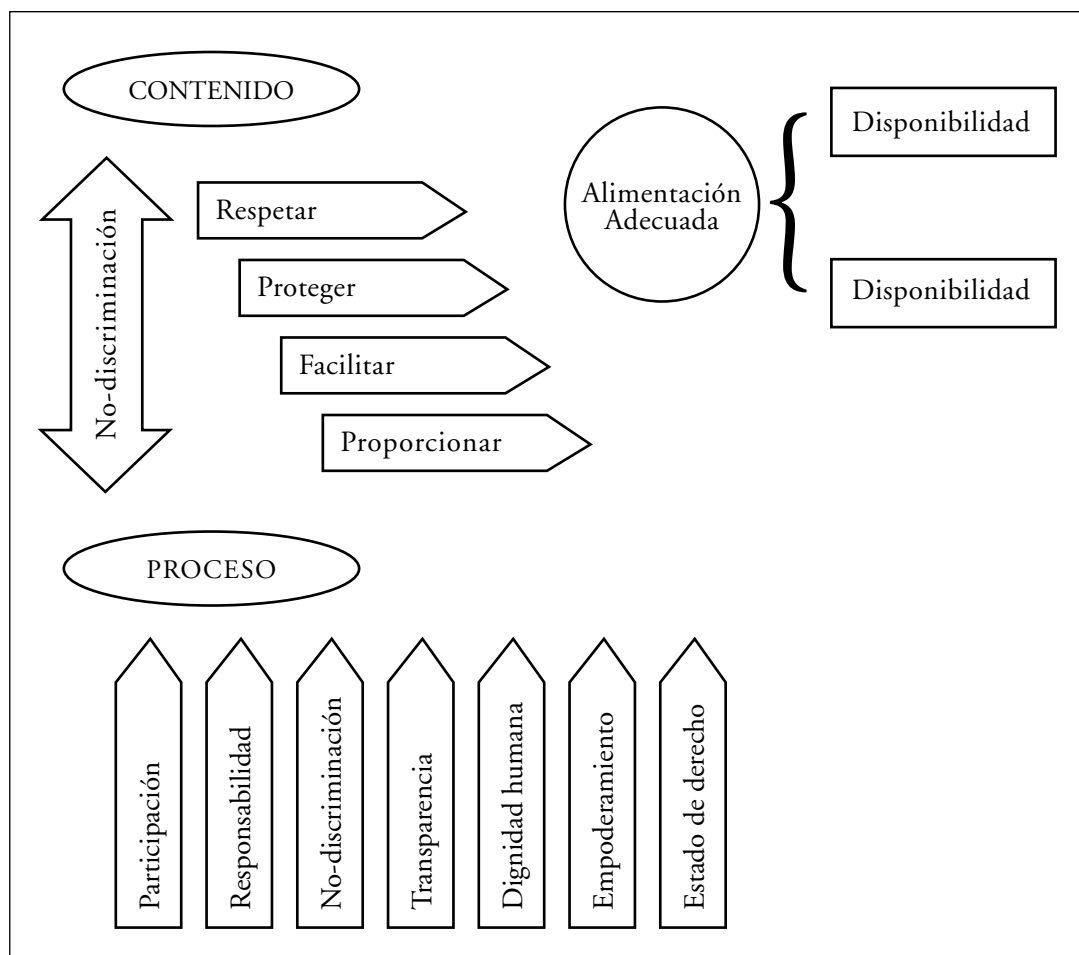 CONTENIDO
No-discriminación
Respetar
Proteger
Facilitar
Proporcionar
Alimentación
Adecuada
Disponibilidad
Disponibilidad
PROCESO
Participación
Responsabilidad
No-discriminación
Transparencia
Dignidad humana
Empoderamiento
Estado de derecho